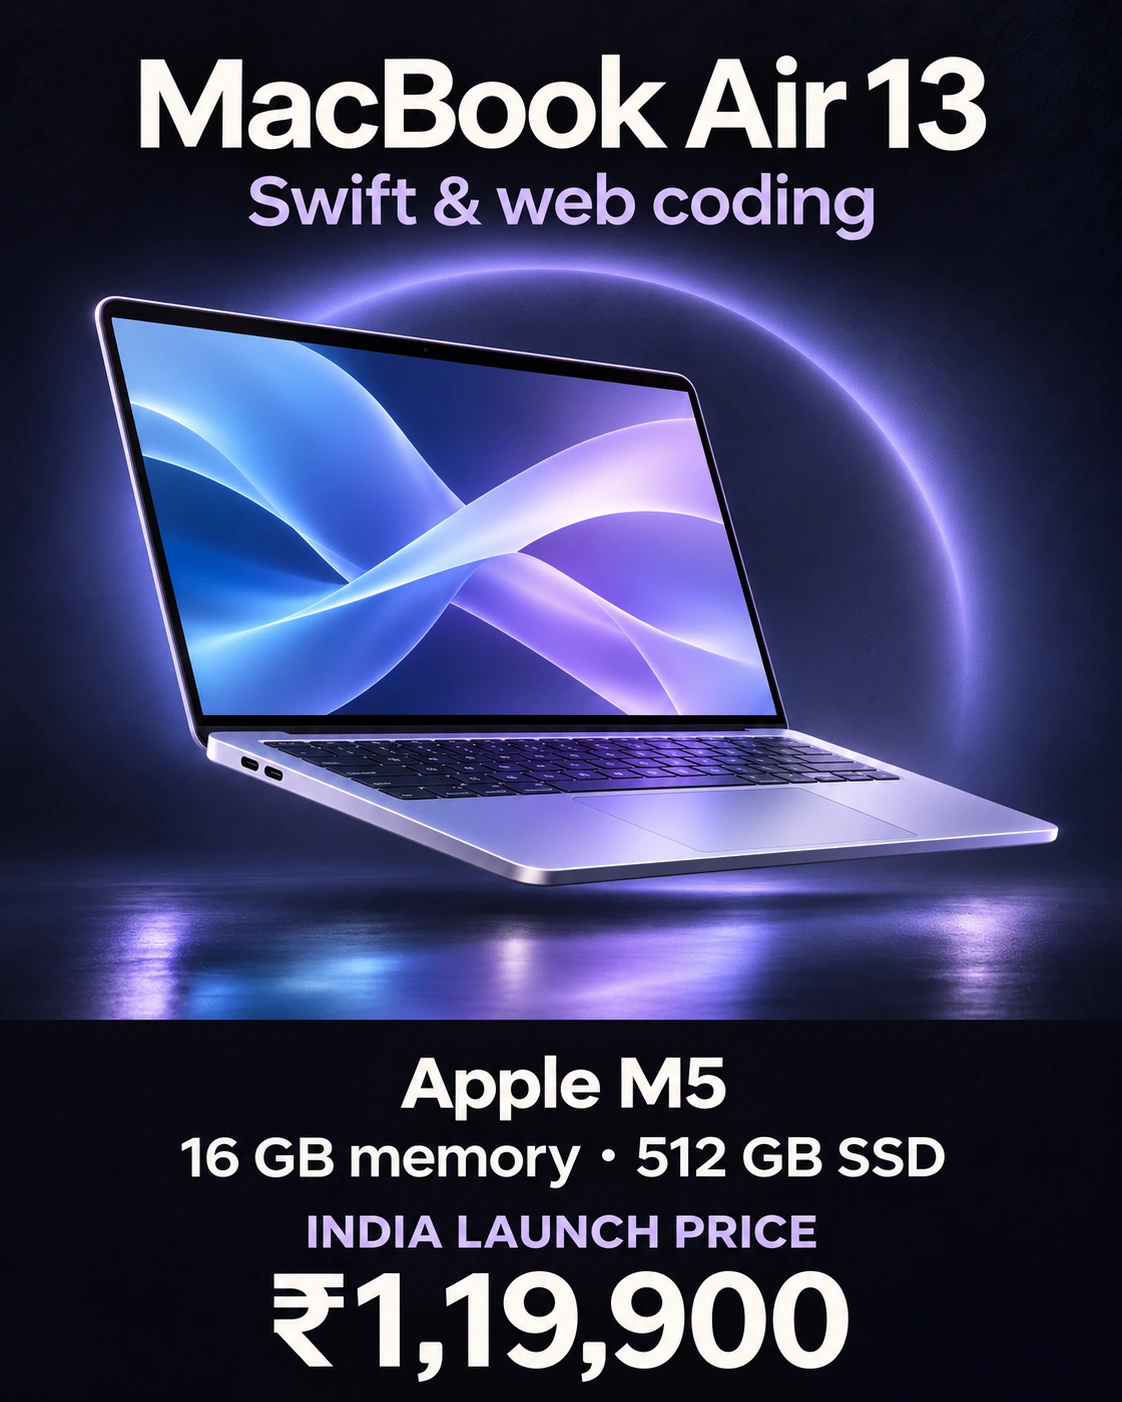 MacBook Air 13
Swift & web coding
Apple M5
16 GB memory • 512 GB SSD
INDIA LAUNCH PRICE
₹1,19,900